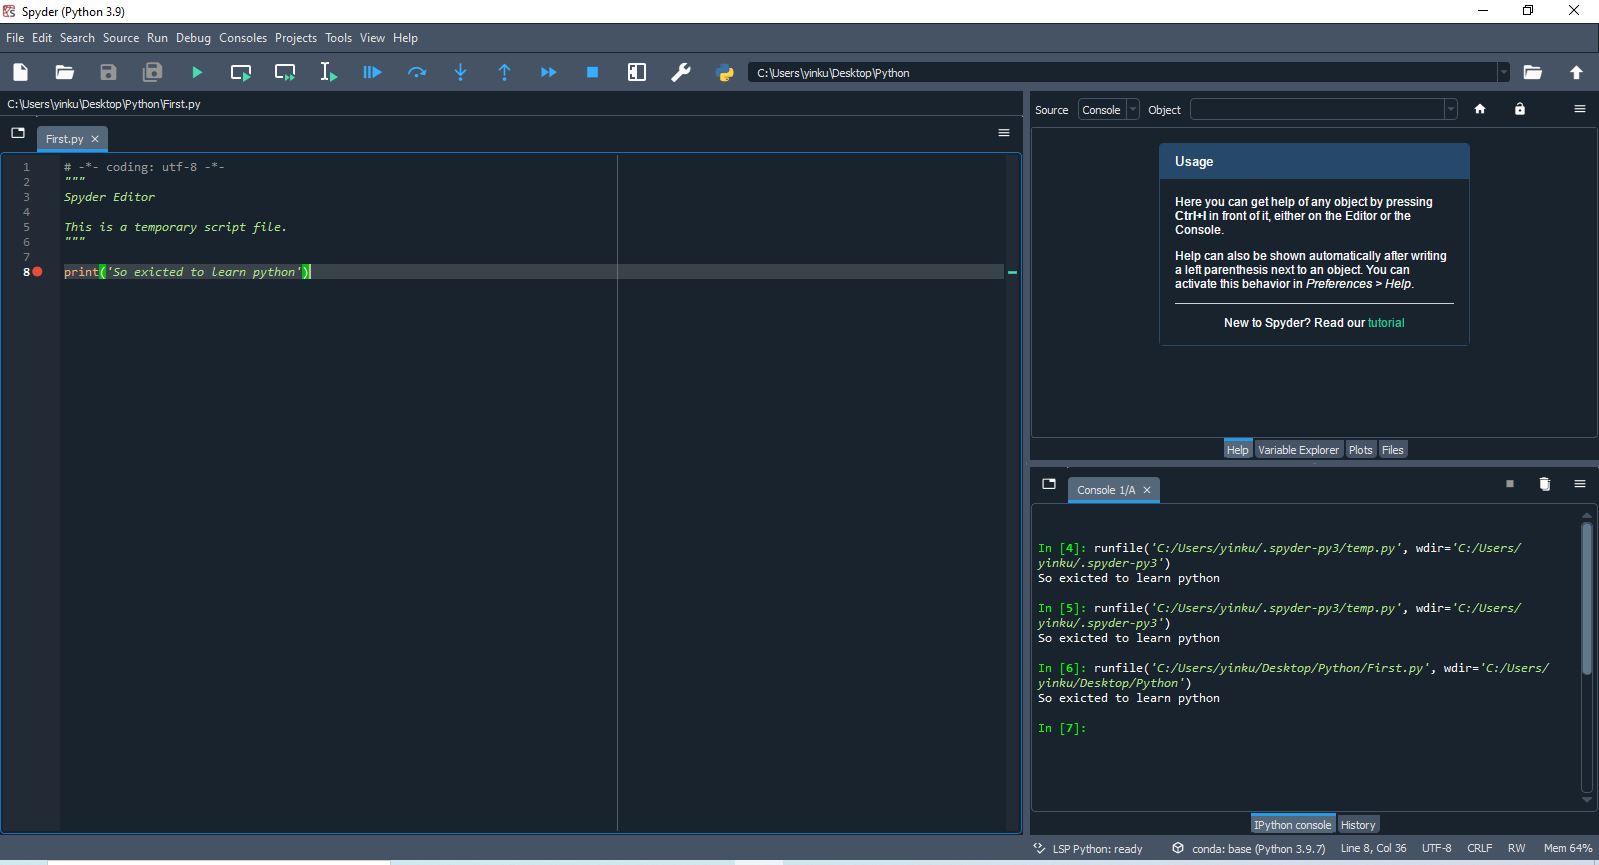 Spyder (Python 3.9)
File Edit Search Source Run Debug Consoles Projects Tools View Help
C:\Users\yinku\Desktop\Python
C:\Users\yinku\Desktop\Python\First.py
First.py
1 # -*- coding: utf-8 -*-
2 """
3 Spyder Editor
4
5 This is a temporary script file.
6 """
7
8 print('So exicted to learn python')
Source Console Object
Usage
Here you can get help of any object by pressing
Ctrl+I in front of it, either on the Editor or the
Console.
Help can also be shown automatically after writing
a left parenthesis next to an object. You can
activate this behavior in Preferences > Help.
New to Spyder? Read our tutorial
Help Variable Explorer Plots Files
Console 1/A
In [4]: runfile('C:/Users/yinku/.spyder-py3/temp.py', wdir='C:/Users/
yinku/.spyder-py3')
So exicted to learn python
In [5]: runfile('C:/Users/yinku/.spyder-py3/temp.py', wdir='C:/Users/
yinku/.spyder-py3')
So exicted to learn python
In [6]: runfile('C:/Users/yinku/Desktop/Python/First.py', wdir='C:/Users/
yinku/Desktop/Python')
So exicted to learn python
In [7]:
IPython console History
LSP Python: ready conda: base (Python 3.9.7) Line 8, Col 36 UTF-8 CRLF RW Mem 64%